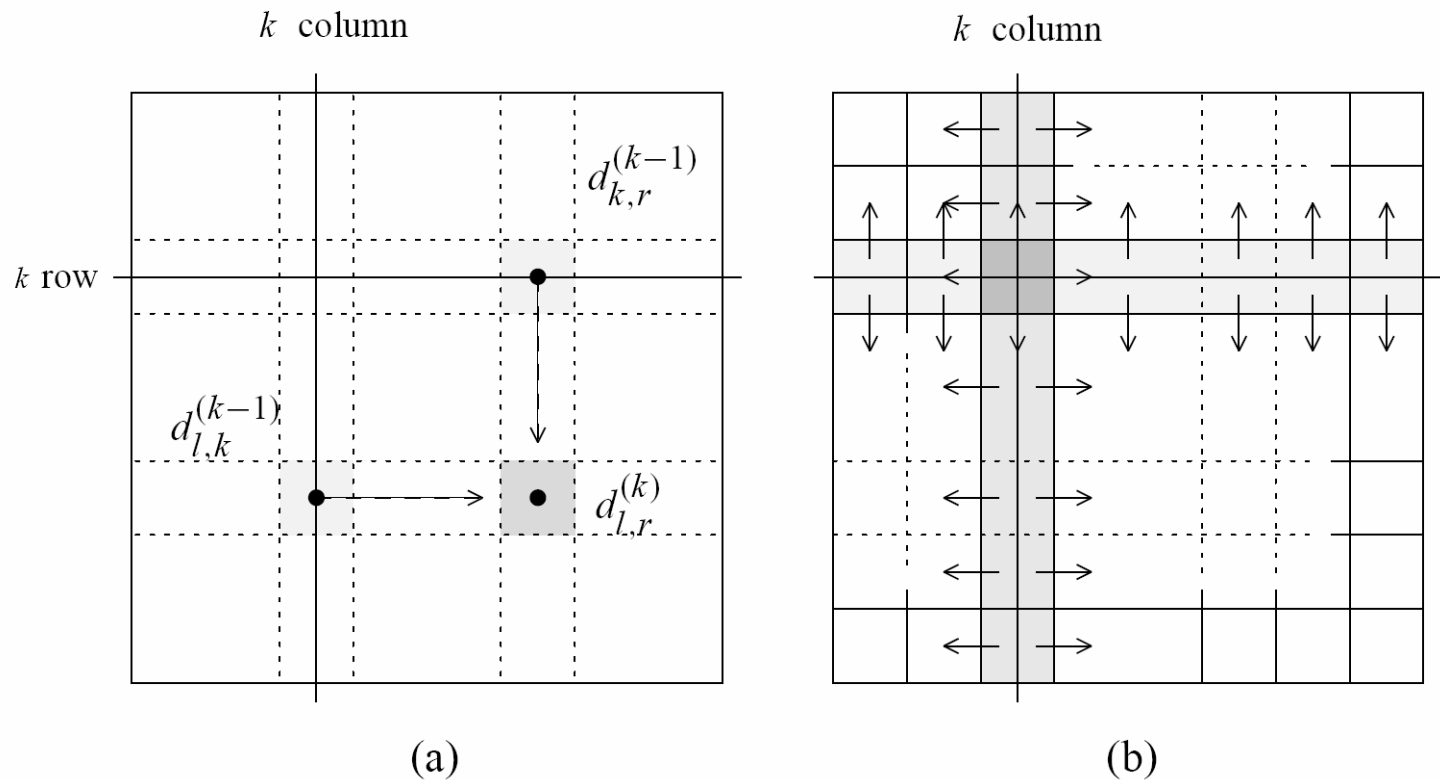 k column
k column
d_{k,r}^{(k-1)}
k row
d_{l,k}^{(k-1)}
d_{l,r}^{(k)}
(a)
(b)